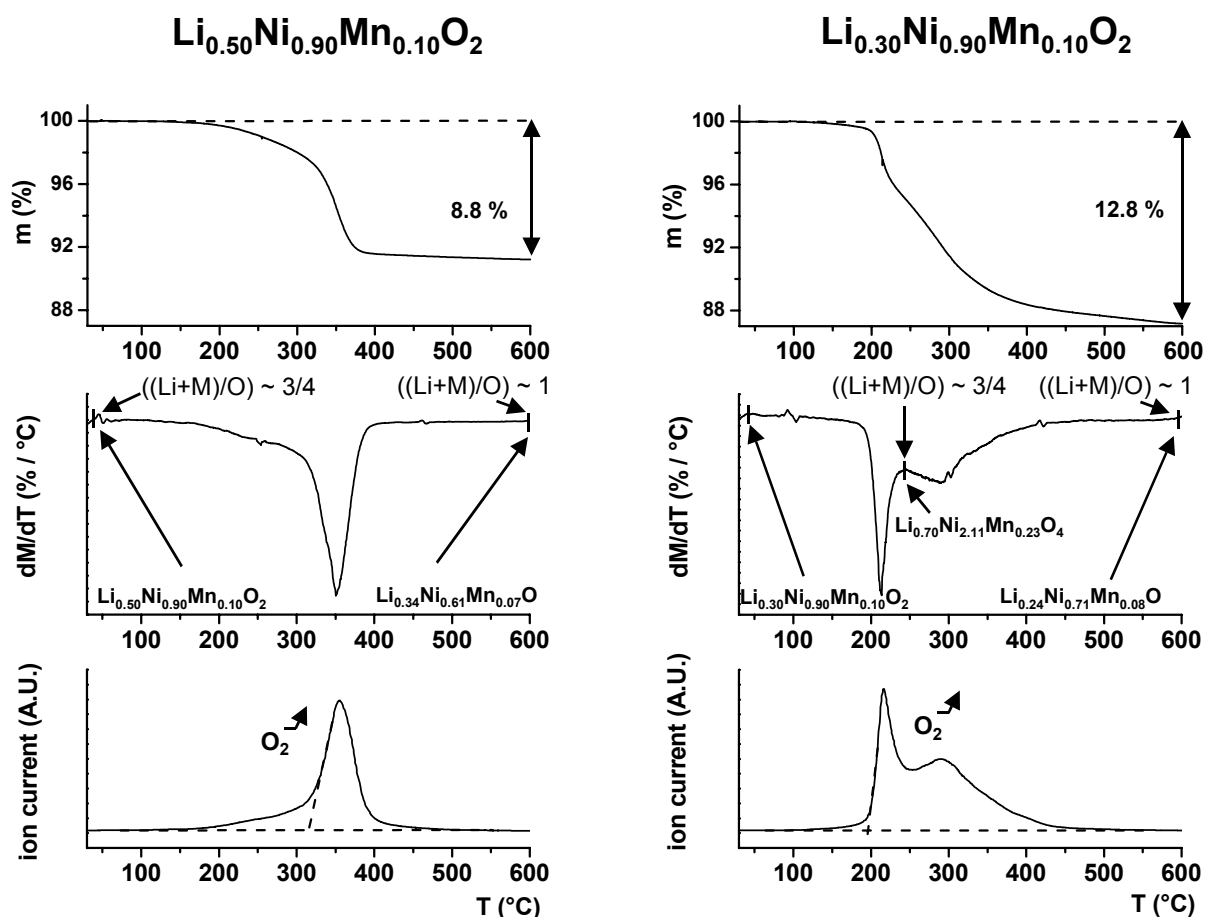 Li0.50Ni0.90Mn0.10O2
Li0.30Ni0.90Mn0.10O2
m (%)
100
96
92
88
8.8 %
100 200 300 400 500 600
m (%)
100
96
92
88
12.8 %
100 200 300 400 500 600
dM/dT (% / °C)
((Li+M)/O) ~ 3/4
((Li+M)/O) ~ 1
Li0.50Ni0.90Mn0.10O2
Li0.34Ni0.61Mn0.07O
100 200 300 400 500 600
dM/dT (% / °C)
((Li+M)/O) ~ 3/4
((Li+M)/O) ~ 1
Li0.70Ni2.11Mn0.23O4
Li0.30Ni0.90Mn0.10O2
Li0.24Ni0.71Mn0.08O
100 200 300 400 500 600
ion current (A.U.)
O2
100 200 300 400 500 600
T (°C)
ion current (A.U.)
O2
100 200 300 400 500 600
T (°C)